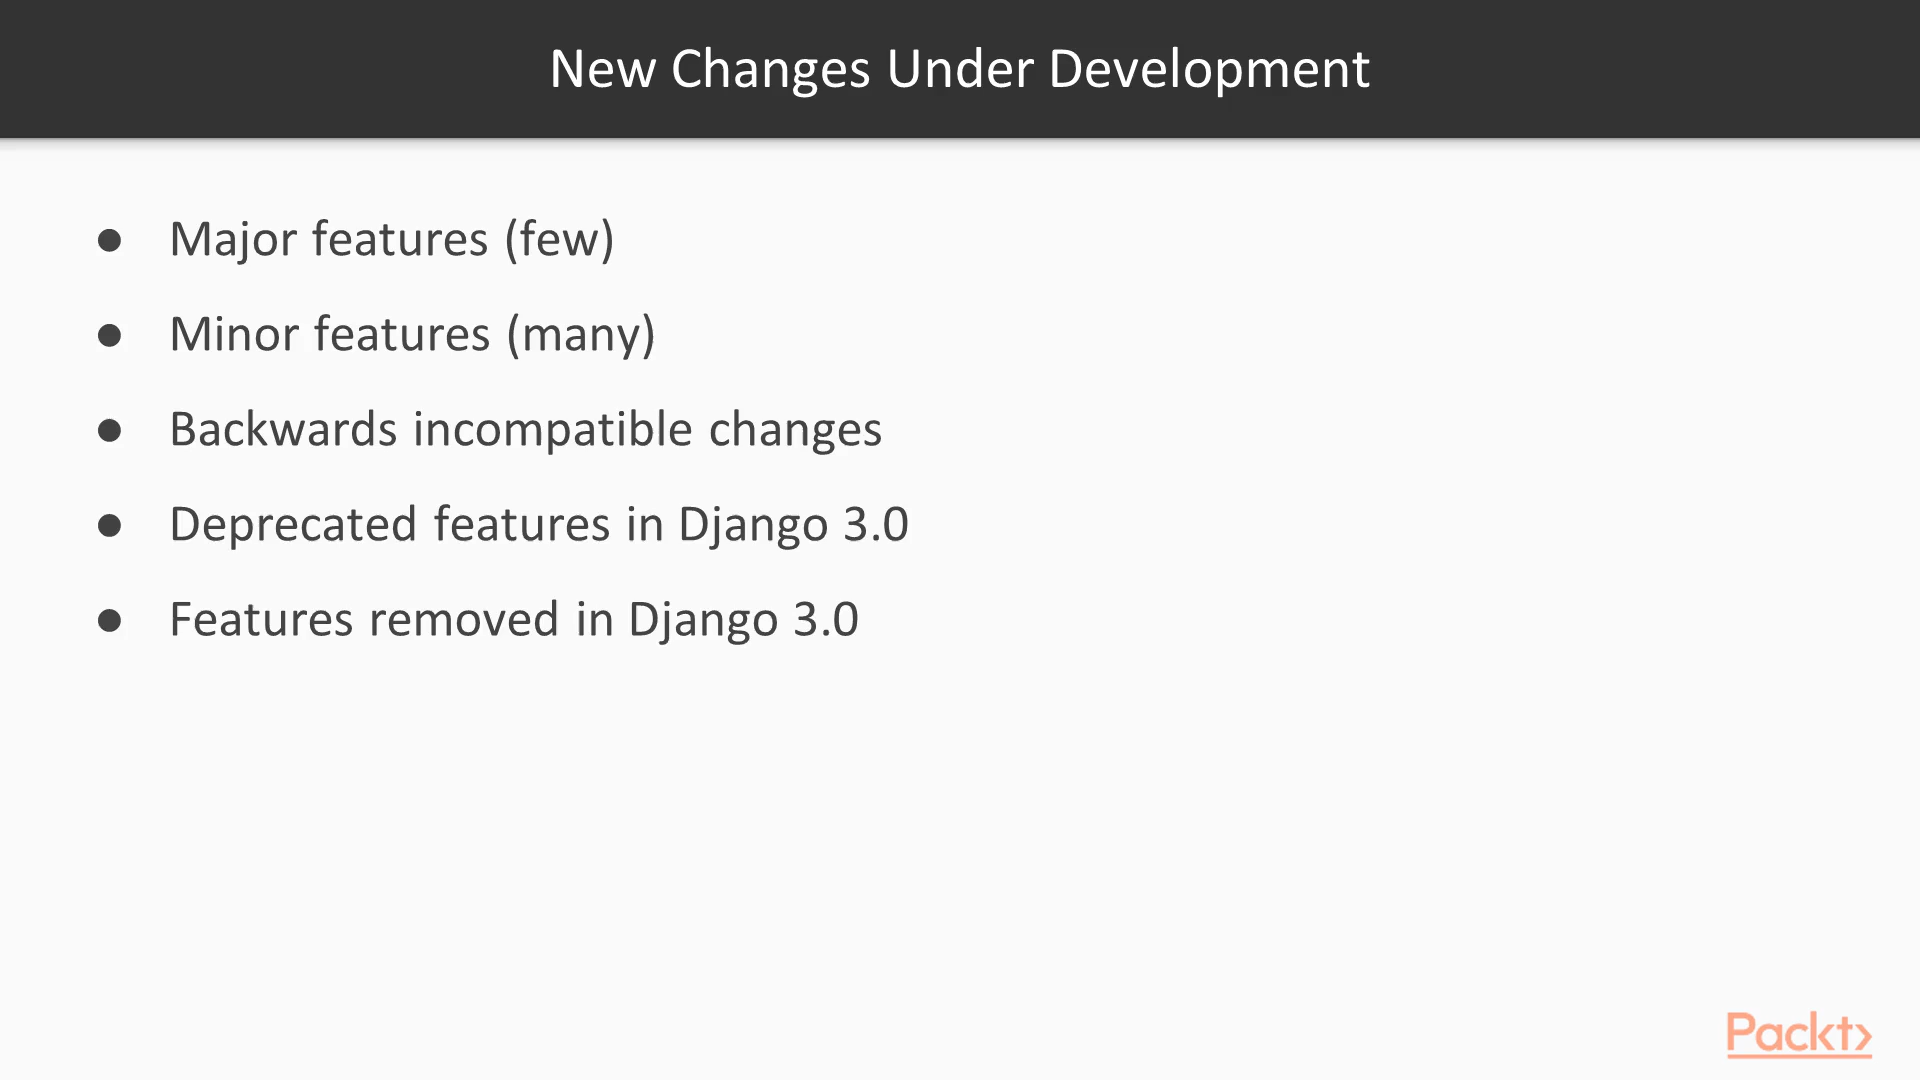 New Changes Under Development
● Major features (few)
● Minor features (many)
● Backwards incompatible changes
● Deprecated features in Django 3.0
● Features removed in Django 3.0
Packt>